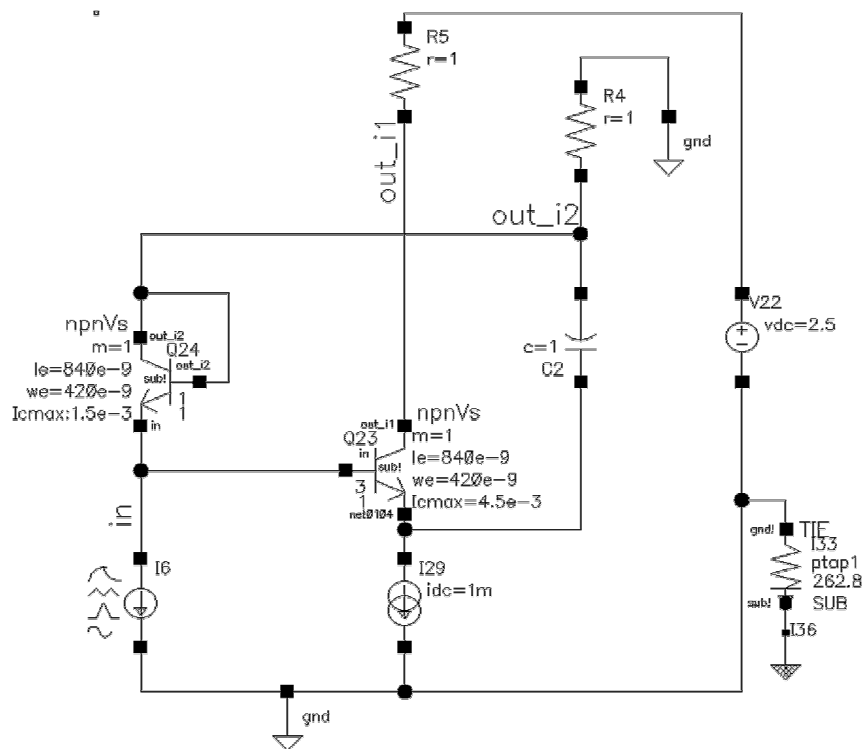 R5
r=1
R4
r=1
gnd
out_i1
out_i2
V22
vdc=2.5
npnVs
out_i2
m=1
Q24
out_i2
le=840e-9
sub!
we=420e-9
1
Icmax:1.5e-3
1
in
c=1
C2
out_i1
npnVs
Q23
m=1
in
le=840e-9
sub!
we=420e-9
3
1
Icmax=4.5e-3
net0104
in
I6
I29
idc=1m
gnd!
TIE
I33
ptap1
262.8
sub!
SUB
I36
gnd